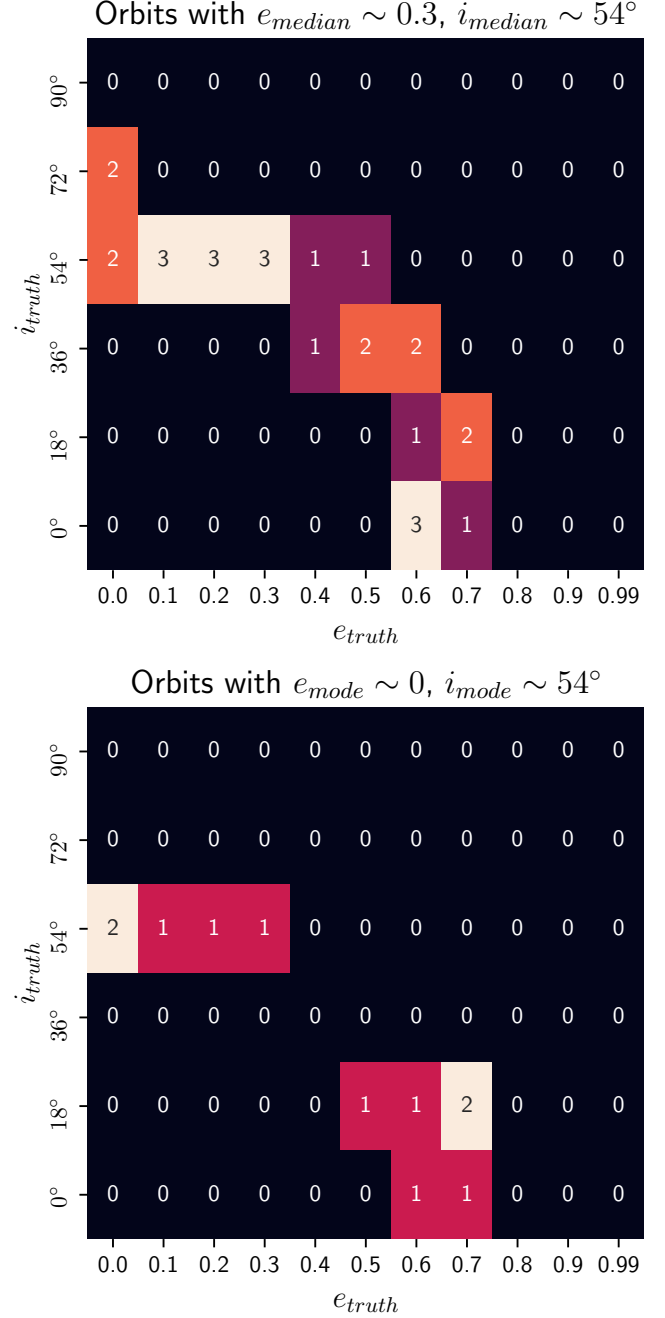 Orbits with e_median ∼ 0.3, i_median ∼ 54°
90° 0 0 0 0 0 0 0 0 0 0 0
72° 2 0 0 0 0 0 0 0 0 0 0
54° 2 3 3 3 1 1 0 0 0 0 0
i_truth
36° 0 0 0 0 1 2 2 0 0 0 0
18° 0 0 0 0 0 0 1 2 0 0 0
0° 0 0 0 0 0 0 3 1 0 0 0
0.0 0.1 0.2 0.3 0.4 0.5 0.6 0.7 0.8 0.9 0.99
e_truth
Orbits with e_mode ∼ 0, i_mode ∼ 54°
90° 0 0 0 0 0 0 0 0 0 0 0
72° 0 0 0 0 0 0 0 0 0 0 0
54° 2 1 1 1 0 0 0 0 0 0 0
i_truth
36° 0 0 0 0 0 0 0 0 0 0 0
18° 0 0 0 0 0 1 1 2 0 0 0
0° 0 0 0 0 0 0 1 1 0 0 0
0.0 0.1 0.2 0.3 0.4 0.5 0.6 0.7 0.8 0.9 0.99
e_truth